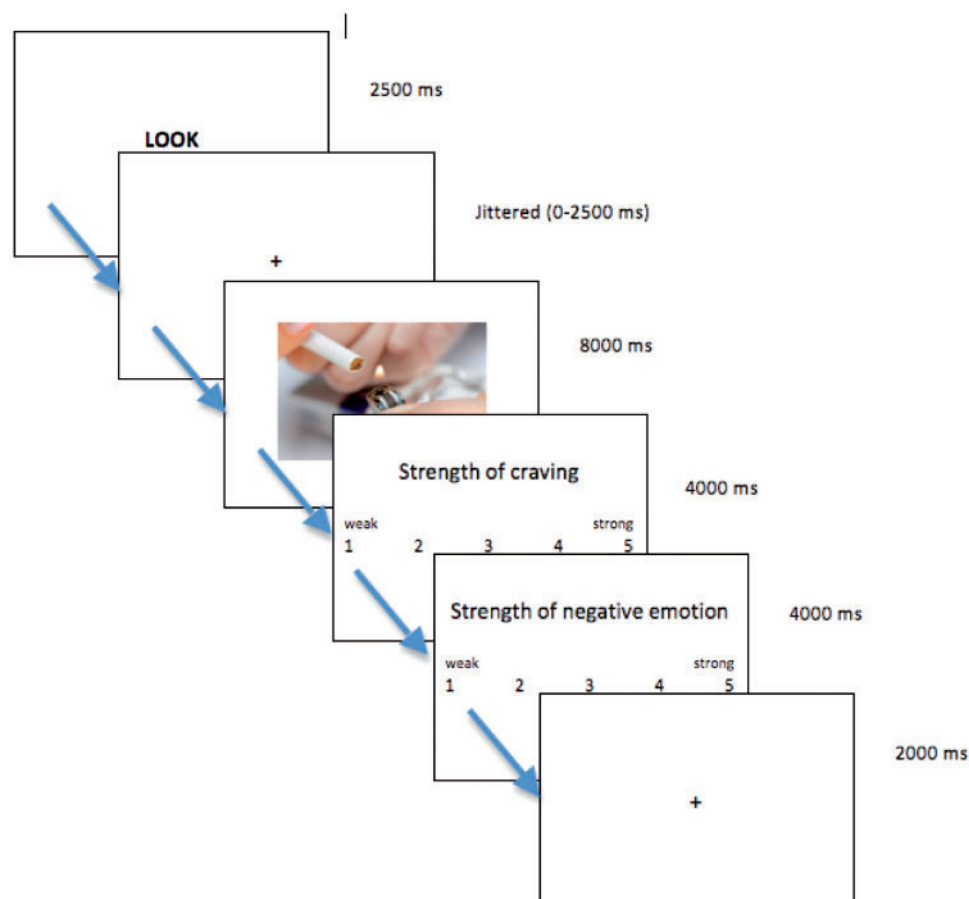 2500 ms
LOOK
Jittered (0-2500 ms)
+
8000 ms
Strength of craving
4000 ms
weak strong
1 2 3 4 5
Strength of negative emotion
4000 ms
weak strong
1 2 3 4 5
2000 ms
+